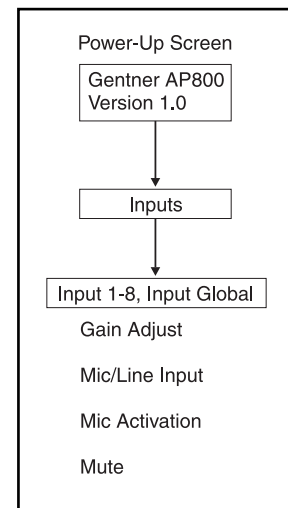 Power-Up Screen
Gentner AP800
Version 1.0
Inputs
Input 1-8, Input Global
Gain Adjust
Mic/Line Input
Mic Activation
Mute